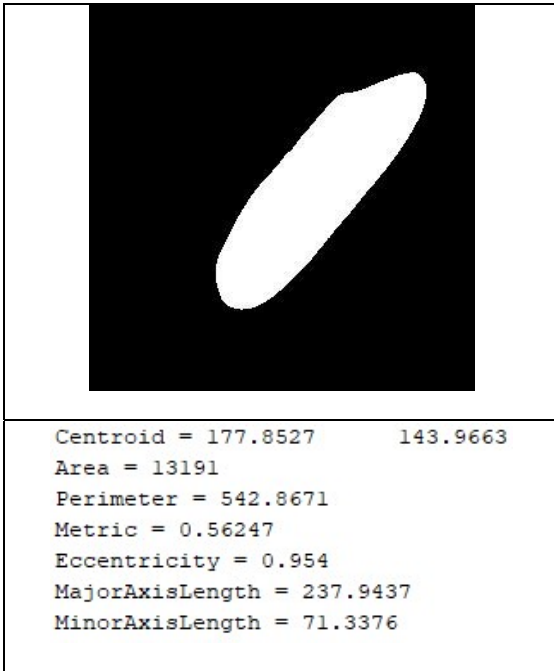 Centroid = 177.8527 143.9663
Area = 13191
Perimeter = 542.8671
Metric = 0.56247
Eccentricity = 0.954
MajorAxisLength = 237.9437
MinorAxisLength = 71.3376